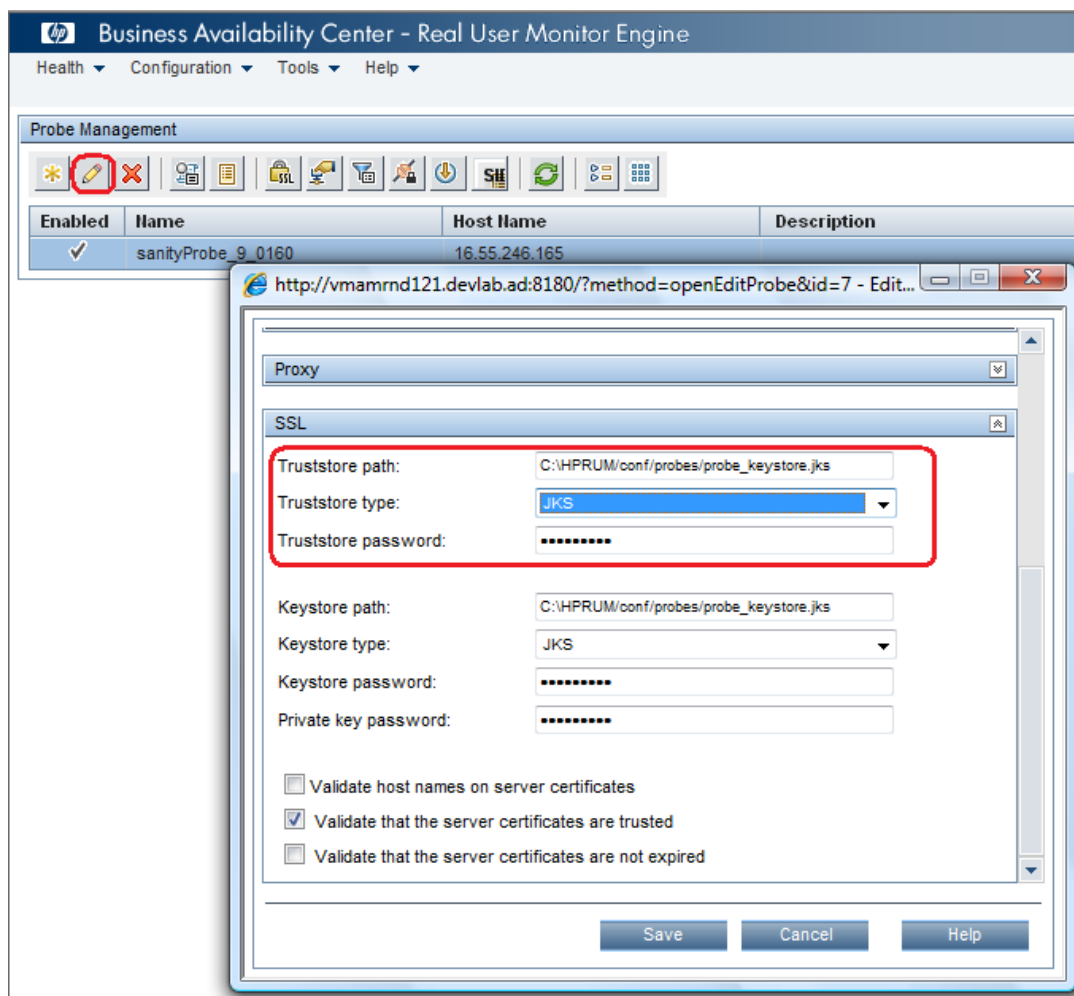 hp Business Availability Center - Real User Monitor Engine
Health Configuration Tools Help
Probe Management
SSL SH
Enabled Name Host Name Description
sanityProbe_9_0160 16.55.246.165
http://vmamrnd121.devlab.ad:8180/?method=openEditProbe&id=7 - Edit...
Proxy
SSL
Truststore path: C:\HPRUM/conf/probes/probe_keystore.jks
Truststore type: JKS
Truststore password: •••••••••
Keystore path: C:\HPRUM/conf/probes/probe_keystore.jks
Keystore type: JKS
Keystore password: •••••••••
Private key password: •••••••••
Validate host names on server certificates
Validate that the server certificates are trusted
Validate that the server certificates are not expired
Save Cancel Help